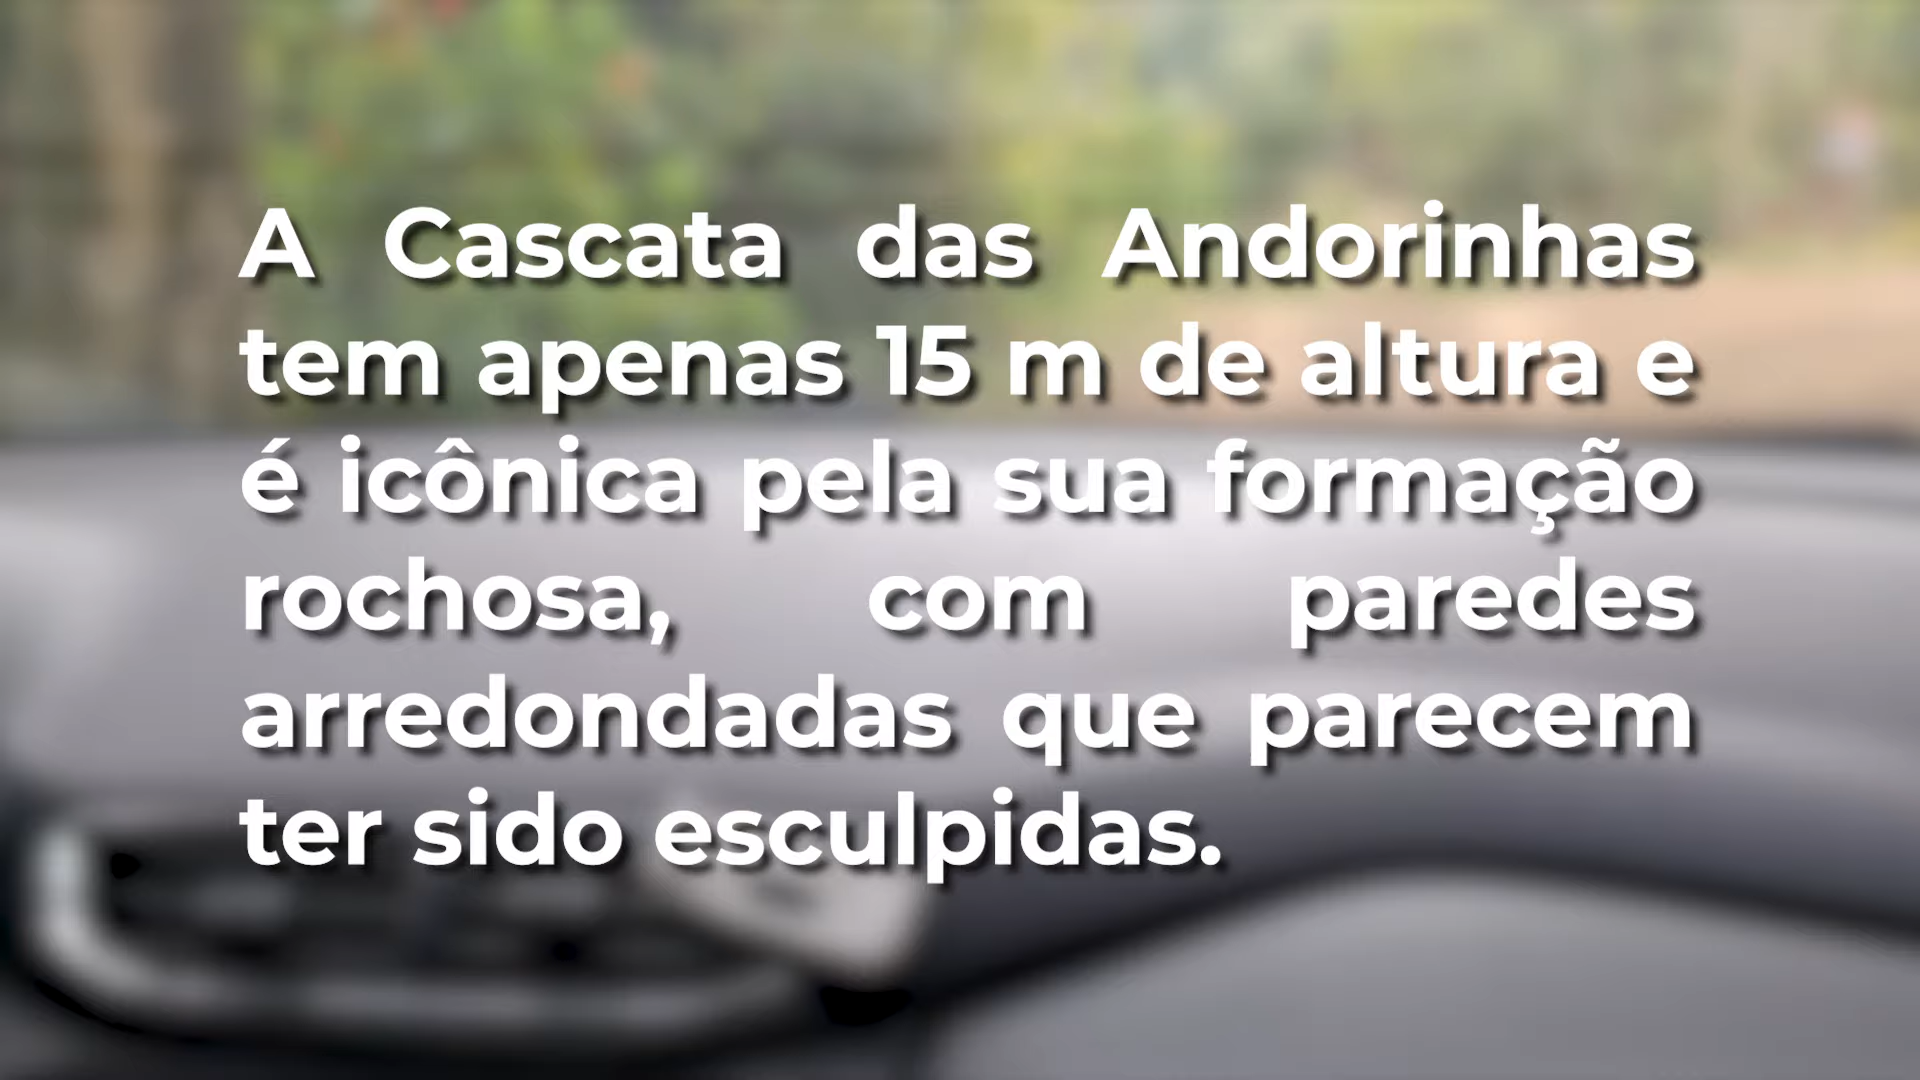 A Cascata das Andorinhas
tem apenas 15 m de altura e
é icônica pela sua formação
rochosa, com paredes
arredondadas que parecem
ter sido esculpidas.